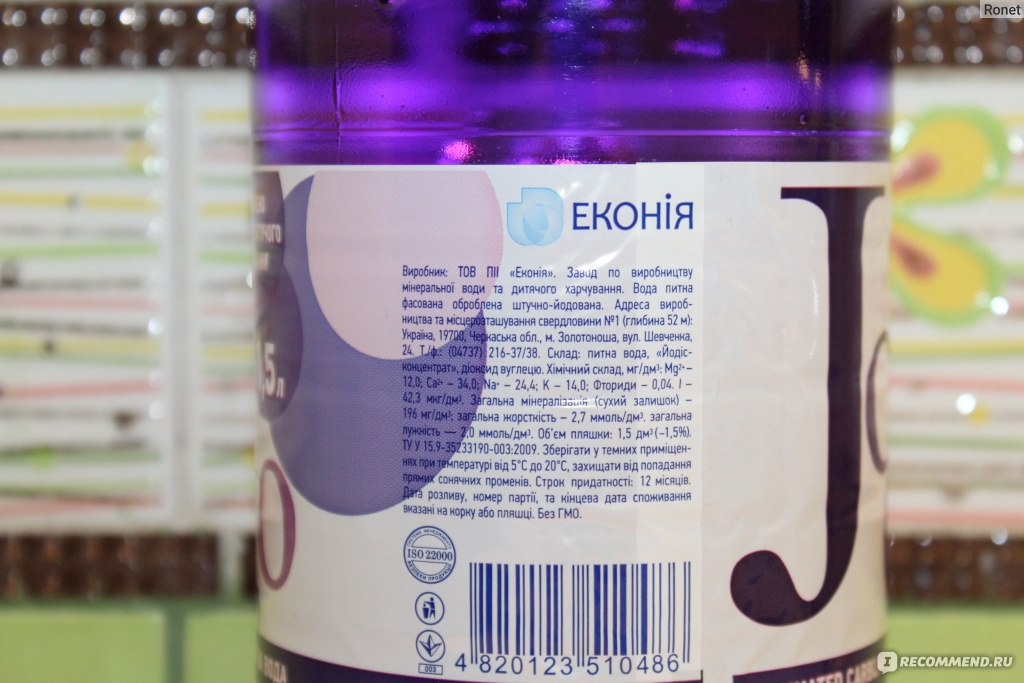 Ronet
ЕКОНІЯ
Виробник: ТОВ ПІІ «Еконія». Завод по виробництву
мінеральної води та дитячого харчування. Вода питна
фасована оброблена штучно-йодована. Адреса вироб-
ництва та місцерозташування свердловини №1 (глибина 52 м):
Україна, 19700, Черкаська обл., м. Золотоноша, вул. Шевченка,
24. Т./ф.: (04737) 216-37/38. Склад: питна вода, «Йодіс-
концентрат», діоксид вуглецю. Хімічний склад, мг/дм³: Mg²⁺ –
12,0; Ca²⁺ – 34,0; Na⁺ – 24,4; K – 14,0; Фториди – 0,04. I –
42,3 мкг/дм³. Загальна мінералізація (сухий залишок) –
196 мг/дм³; загальна жорсткість – 2,7 ммоль/дм³. загальна
лужність — 2,0 ммоль/дм³. Об'єм пляшки: 1,5 дм³ (–1,5%).
ТУ У 15.9-35233190-003:2009. Зберігати у темних приміщен-
нях при температурі від 5°С до 20°С, захищати від попадання
прямих сонячних променів. Строк придатності: 12 місяців.
Дата розливу, номер партії, та кінцева дата споживання
вказані на корку або пляшці. Без ГМО.
,5 л
O
J
ISO 22000
БЕЗПЕКИ ПРОДУКЦІЇ
003
4 820123 510486
ВОДА
I RECOMMEND.RU